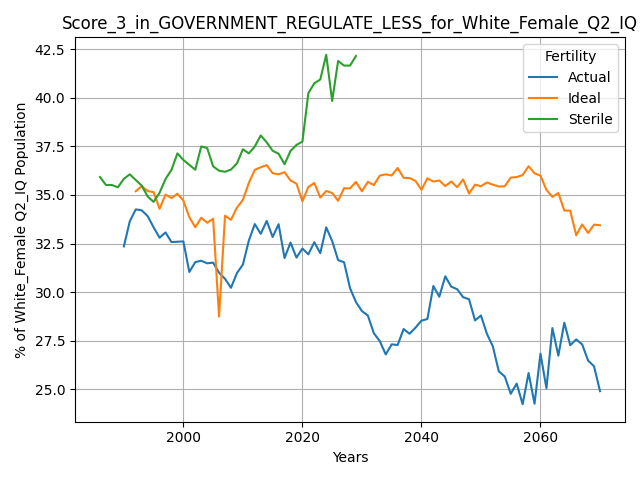 Score_3_in_GOVERNMENT_REGULATE_LESS_for_White_Female_Q2_IQ
% of White_Female Q2_IQ Population
42.5
40.0
37.5
35.0
32.5
30.0
27.5
25.0
Fertility
Actual
Ideal
Sterile
2000
2020
2040
2060
Years